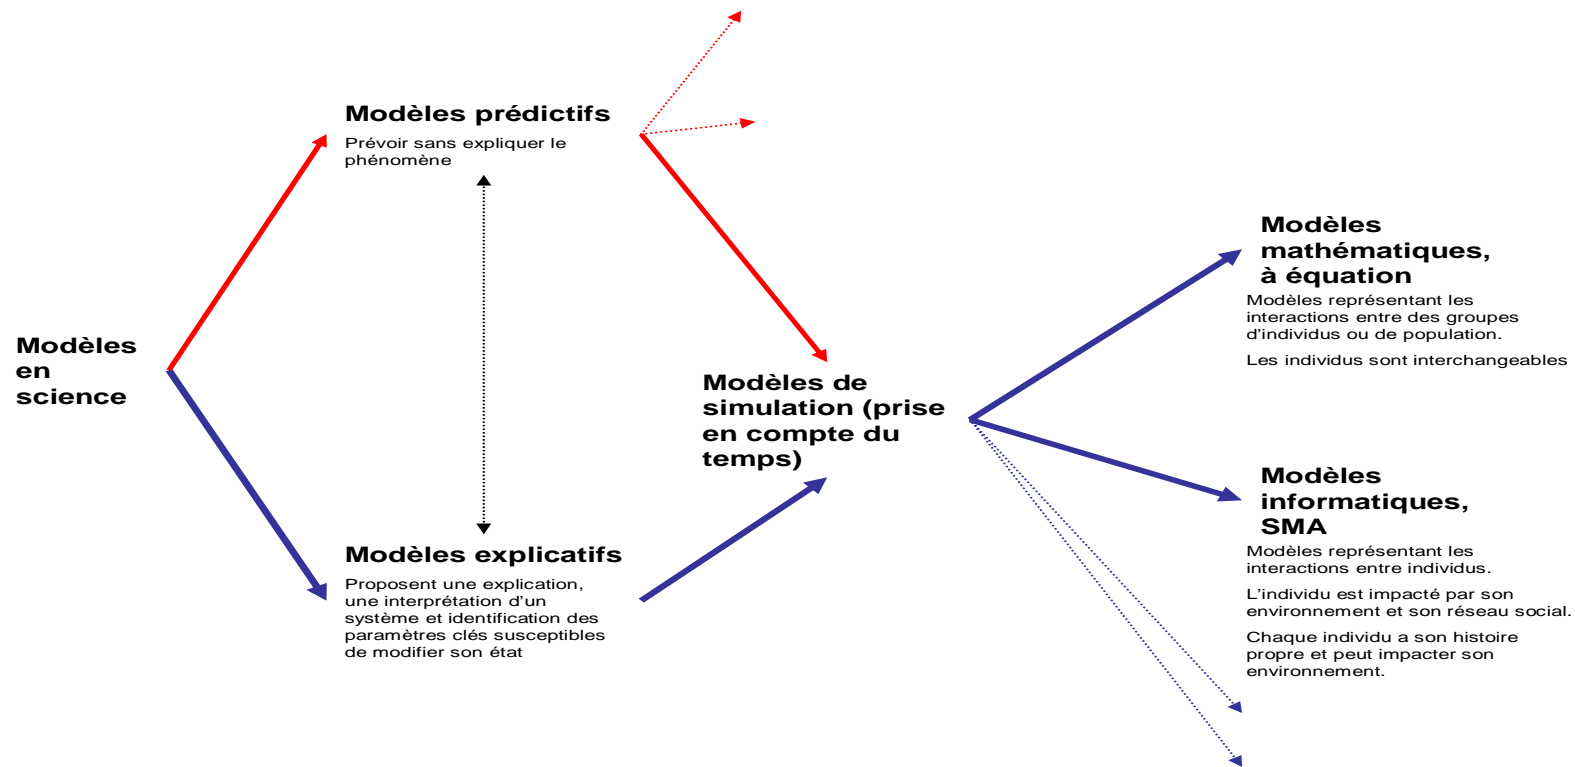 Modèles prédictifs
Prévoir sans expliquer le
phénomène
Modèles
en
science
Modèles explicatifs
Proposent une explication,
une interprétation d'un
système et identification des
paramètres clés susceptibles
de modifier son état
Modèles de
simulation (prise
en compte du
temps)
Modèles
mathématiques,
à équation
Modèles représentant les
interactions entre des groupes
d'individus ou de population.
Les individus sont interchangeables
Modèles
informatiques,
SMA
Modèles représentant les
interactions entre individus.
L'individu est impacté par son
environnement et son réseau social.
Chaque individu a son histoire
propre et peut impacter son
environnement.